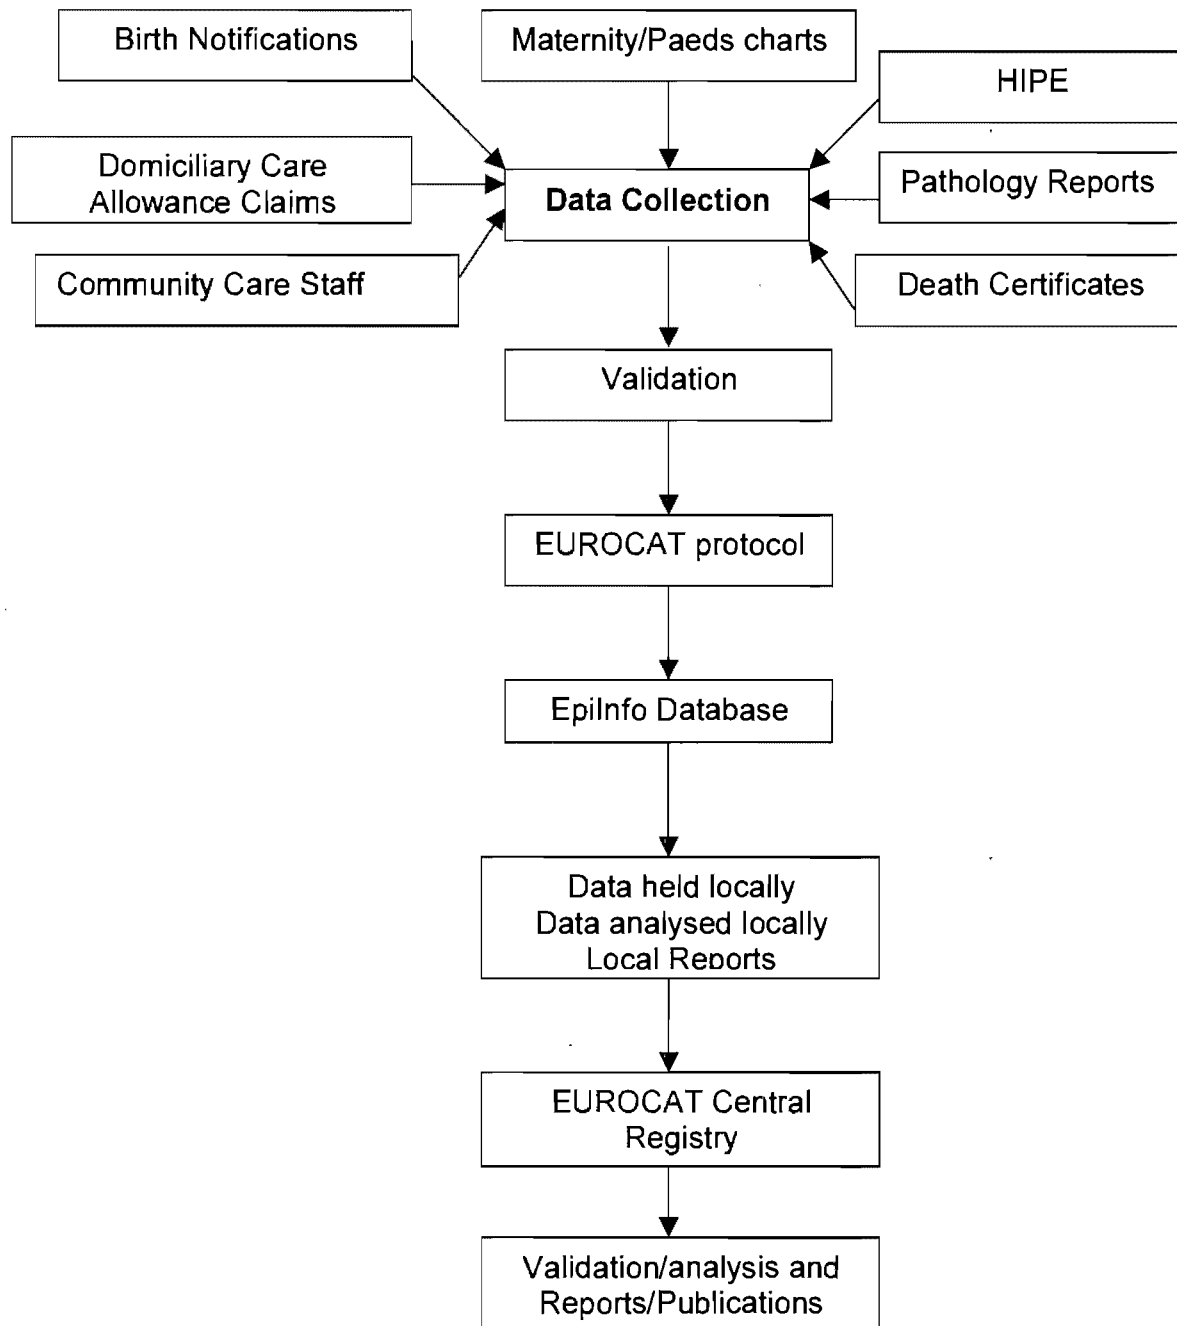 Birth Notifications
Maternity/Paeds charts
HIPE
Domiciliary Care
Allowance Claims
Data Collection
Pathology Reports
Community Care Staff
Death Certificates
Validation
EUROCAT protocol
EpiInfo Database
Data held locally
Data analysed locally
Local Reports
EUROCAT Central
Registry
Validation/analysis and
Reports/Publications